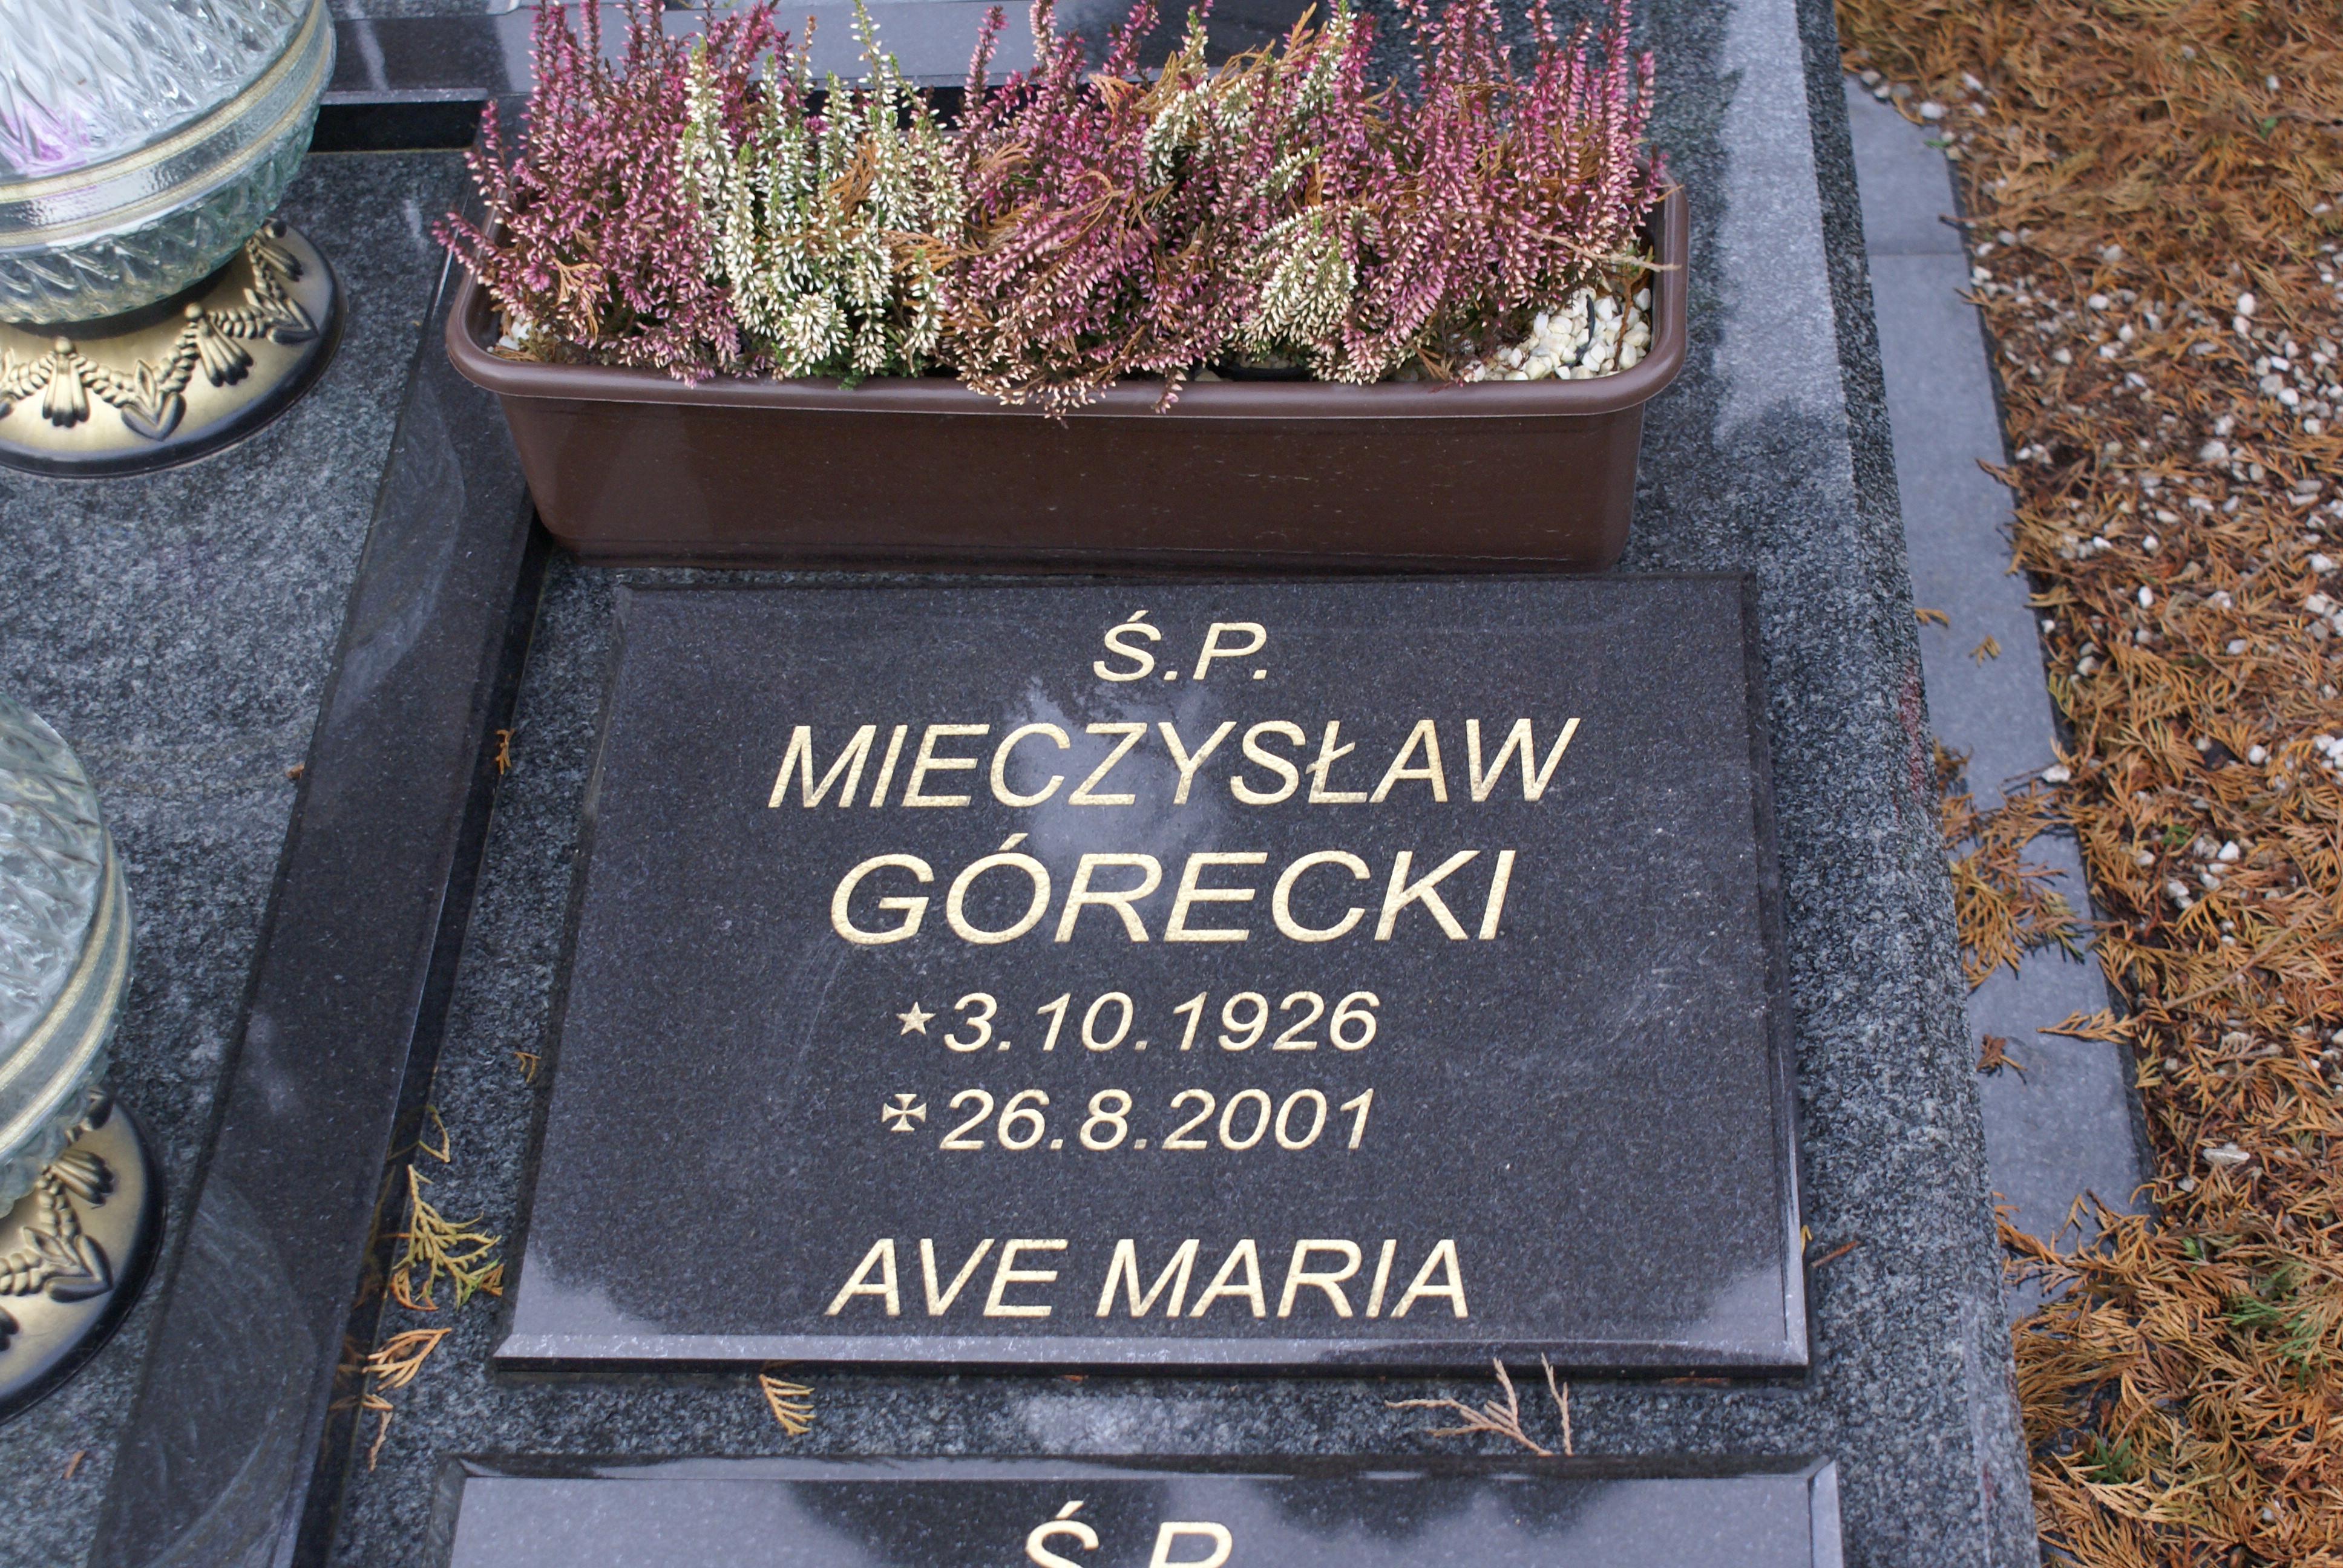 Ś.P.
MIECZYSŁAW
GÓRECKI
★3.10.1926
✠26.8.2001
AVE MARIA
Ś.P.